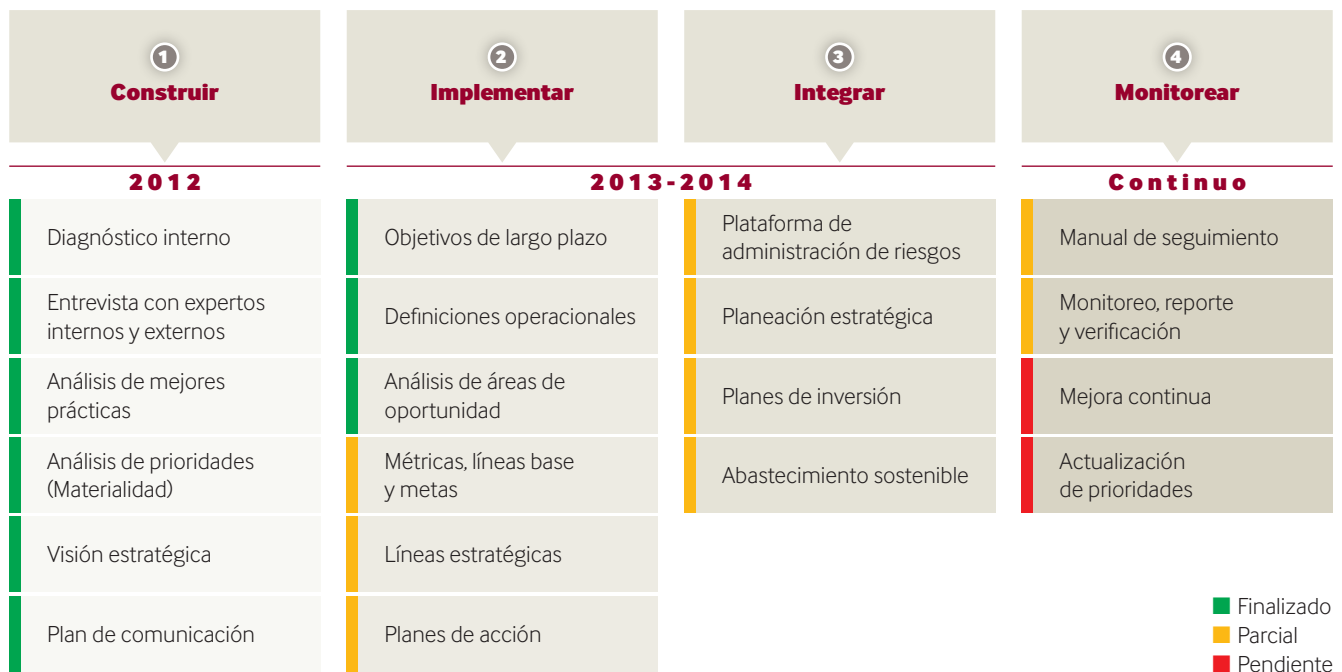 1
Construir
2
Implementar
3
Integrar
4
Monitorear
2012
2013-2014
Continuo
Diagnóstico interno
Entrevista con expertos
internos y externos
Análisis de mejores
prácticas
Análisis de prioridades
(Materialidad)
Visión estratégica
Plan de comunicación
Objetivos de largo plazo
Definiciones operacionales
Análisis de áreas de
oportunidad
Métricas, líneas base
y metas
Líneas estratégicas
Planes de acción
Plataforma de
administración de riesgos
Planeación estratégica
Planes de inversión
Abastecimiento sostenible
Manual de seguimiento
Monitoreo, reporte
y verificación
Mejora continua
Actualización
de prioridades
Finalizado
Parcial
Pendiente